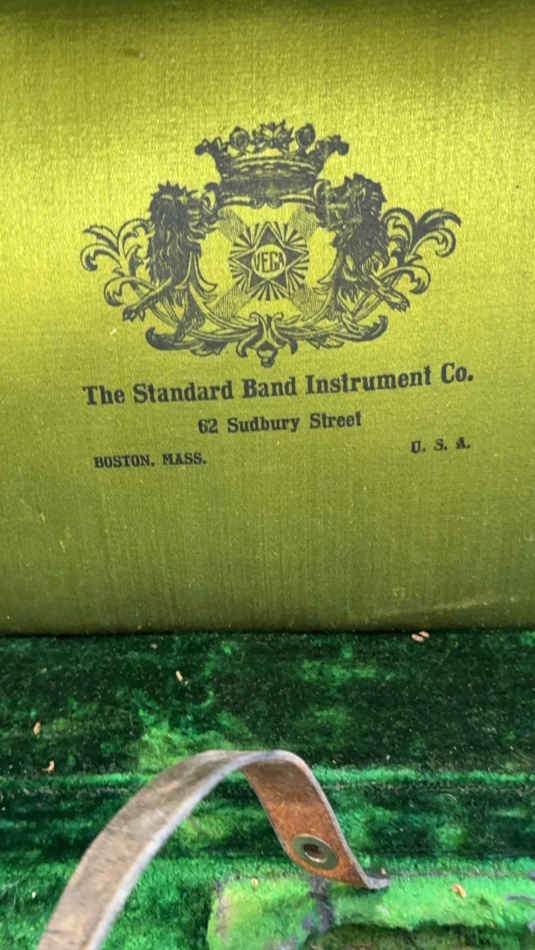 VEGA
The Standard Band Instrument Co.
62 Sudbury Street
BOSTON, MASS. U. S. A.